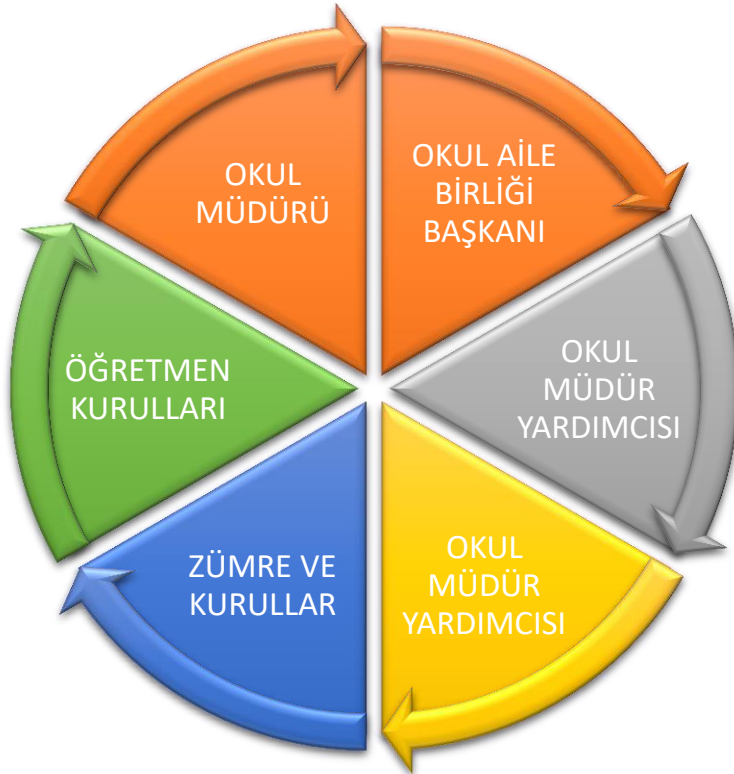 OKUL
MÜDÜRÜ
OKUL AİLE
BİRLİĞİ
BAŞKANI
OKUL
MÜDÜR
YARDIMCISI
OKUL
MÜDÜR
YARDIMCISI
ZÜMRE VE
KURULLAR
ÖĞRETMEN
KURULLARI